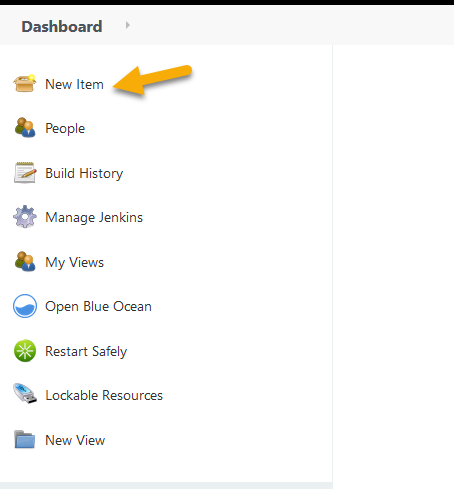 Dashboard
New Item
People
Build History
Manage Jenkins
My Views
Open Blue Ocean
Restart Safely
Lockable Resources
New View